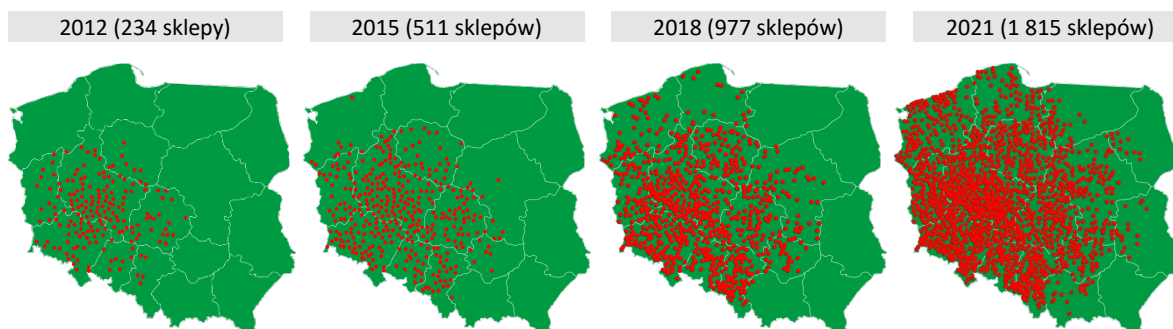 2012 (234 sklepy)
2015 (511 sklepów)
2018 (977 sklepów)
2021 (1 815 sklepów)